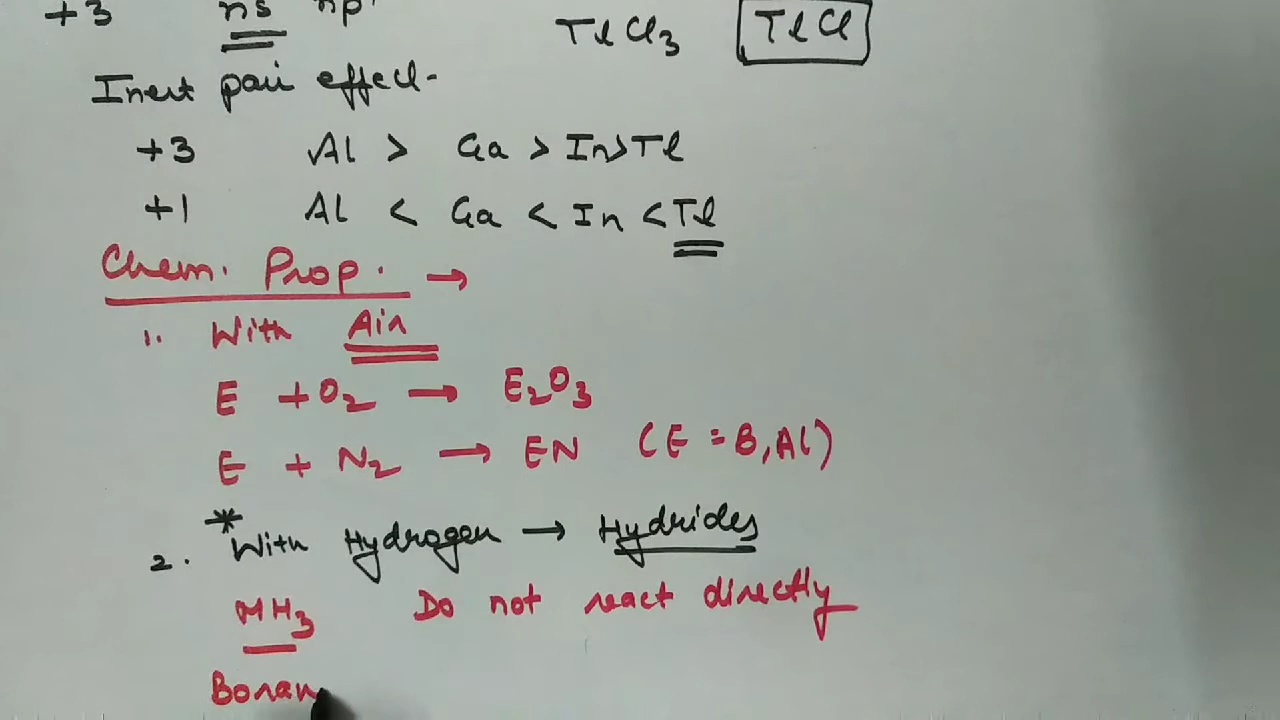 +3 ns np¹
TlCl₃ TlCl
Inert pair effect-
+3 Al > Ga > In > Tl
+1 Al < Ga < In < Tl
Chem. Prop. →
1. With Air
E + O₂ → E₂O₃
E + N₂ → EN (E = B, Al)
2. *With Hydrogen → Hydrides
MH₃ Do not react directly
Boran